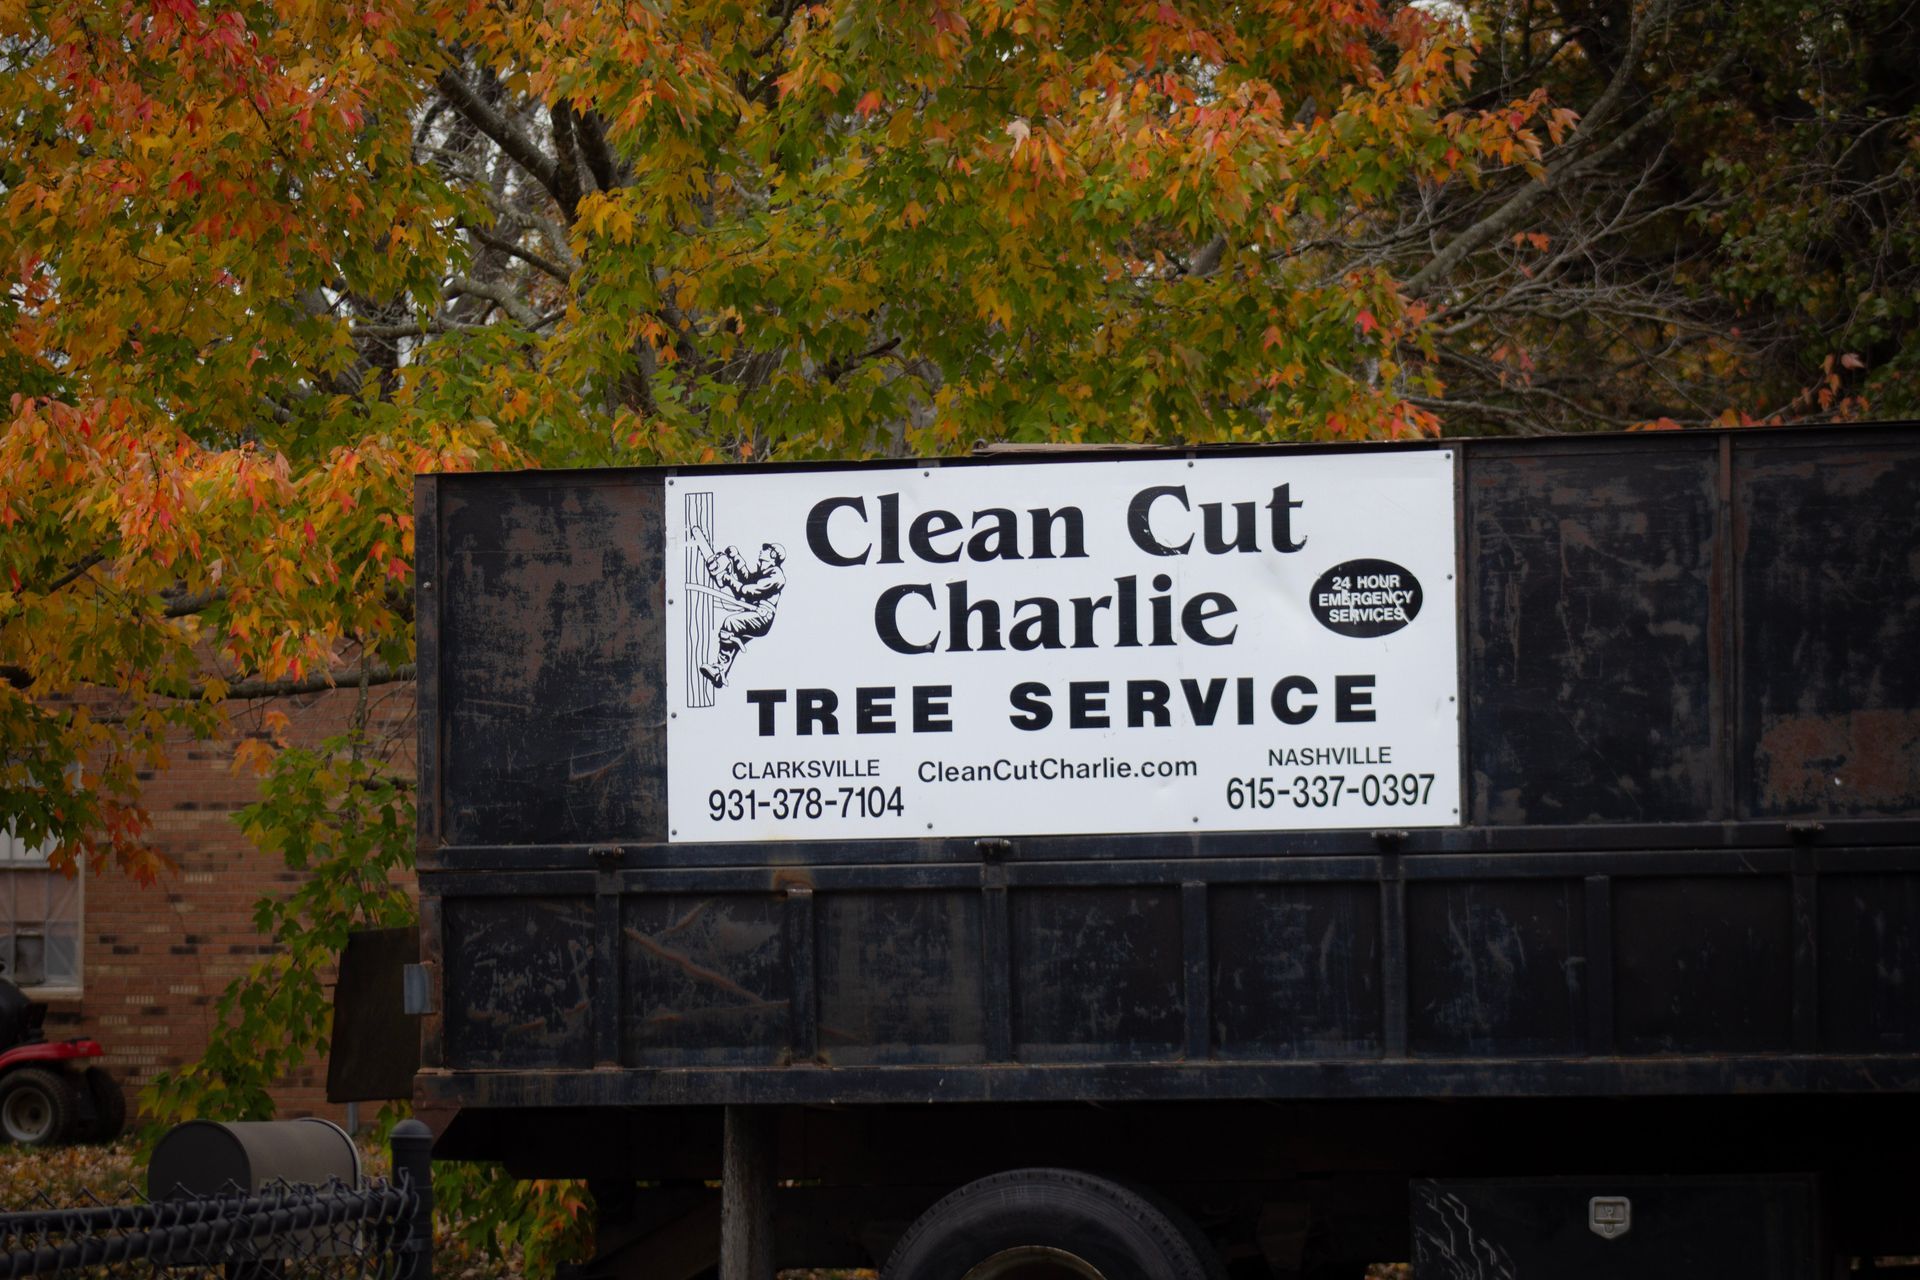 Clean Cut
Charlie
24 HOUR
EMERGENCY
SERVICES
TREE SERVICE
CLARKSVILLE
931-378-7104
CleanCutCharlie.com
NASHVILLE
615-337-0397